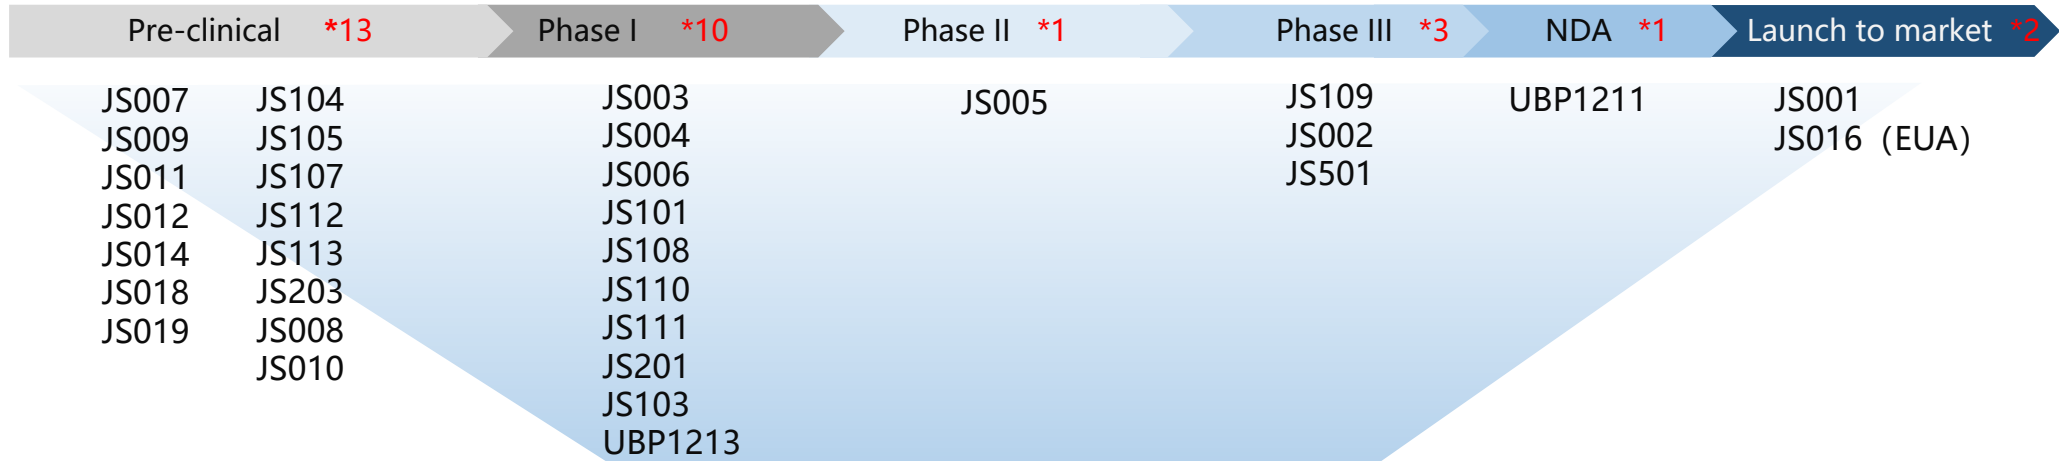 Pre-clinical *13
Phase I *10
Phase II *1
Phase III *3
NDA *1
Launch to market *2
JS007
JS009
JS011
JS012
JS014
JS018
JS019
JS104
JS105
JS107
JS112
JS113
JS203
JS008
JS010
JS003
JS004
JS006
JS101
JS108
JS110
JS111
JS201
JS103
UBP1213
JS005
JS109
JS002
JS501
UBP1211
JS001
JS016（EUA）